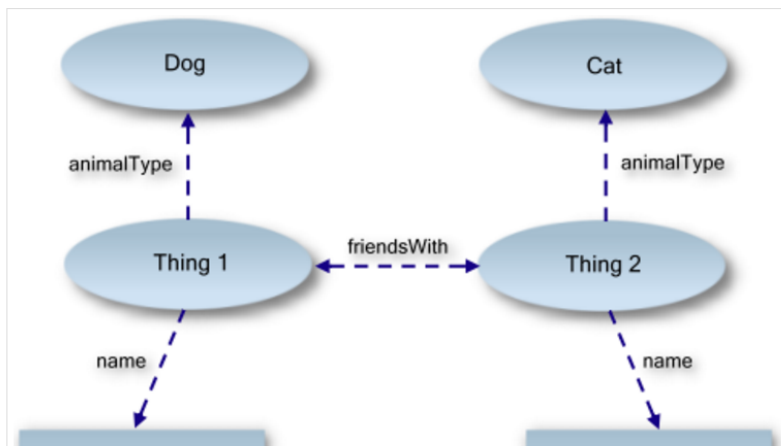 Dog
Cat
animalType
animalType
friendsWith
Thing 1
Thing 2
name
name